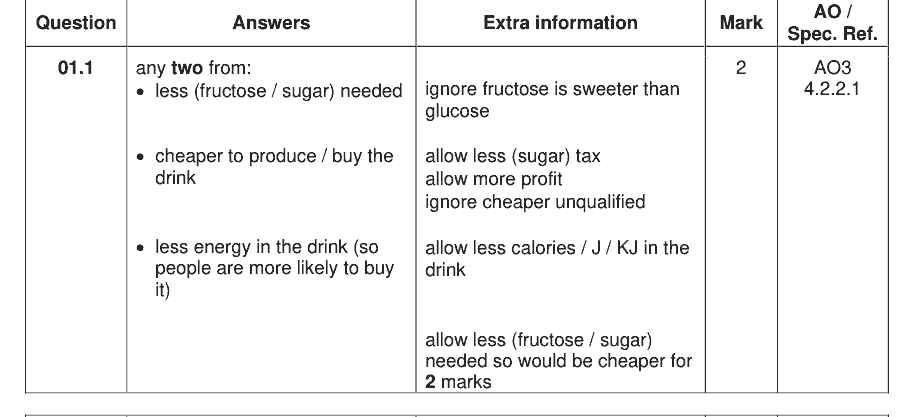 Question Answers Extra information Mark AO /
Spec. Ref.
01.1 any two from: 2 AO3
• less (fructose / sugar) needed ignore fructose is sweeter than 4.2.2.1
glucose
• cheaper to produce / buy the allow less (sugar) tax
drink allow more profit
ignore cheaper unqualified
• less energy in the drink (so allow less calories / J / KJ in the
people are more likely to buy drink
it)
allow less (fructose / sugar)
needed so would be cheaper for
2 marks